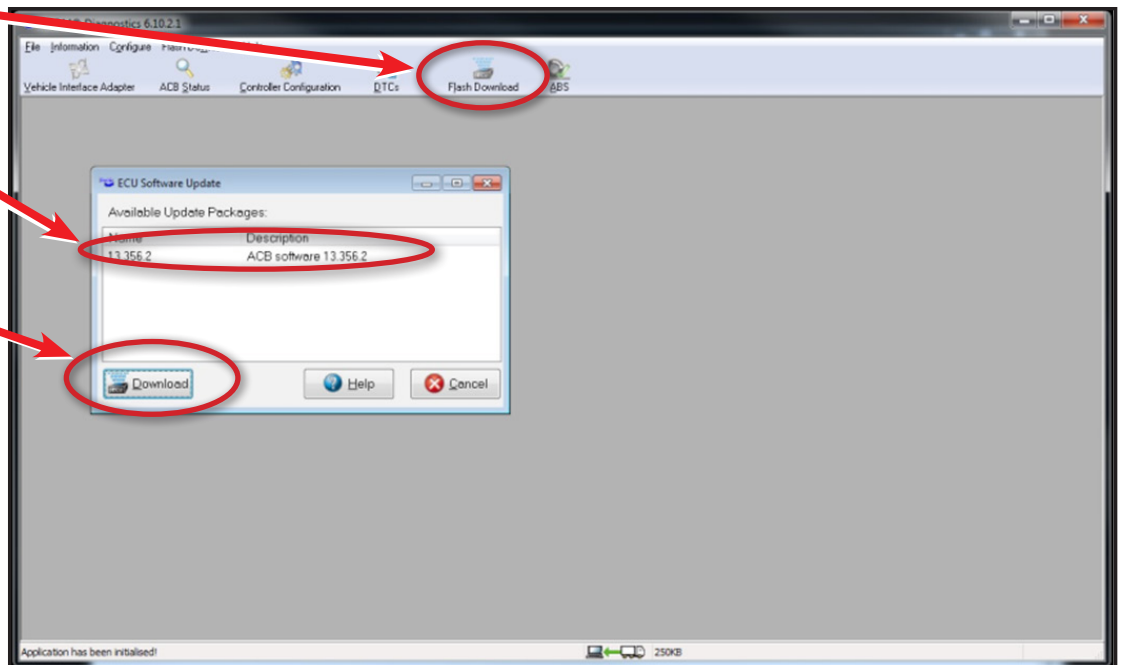 Diagnostics 6.10.2.1
File Information Configure
Vehicle Interface Adapter ACB Status Controller Configuration DTCs Flash Download ABS
ECU Software Update
Available Update Packages:
Name Description
13.356.2 ACB software 13.356.2
Download Help Cancel
Application has been initialised! 250KB